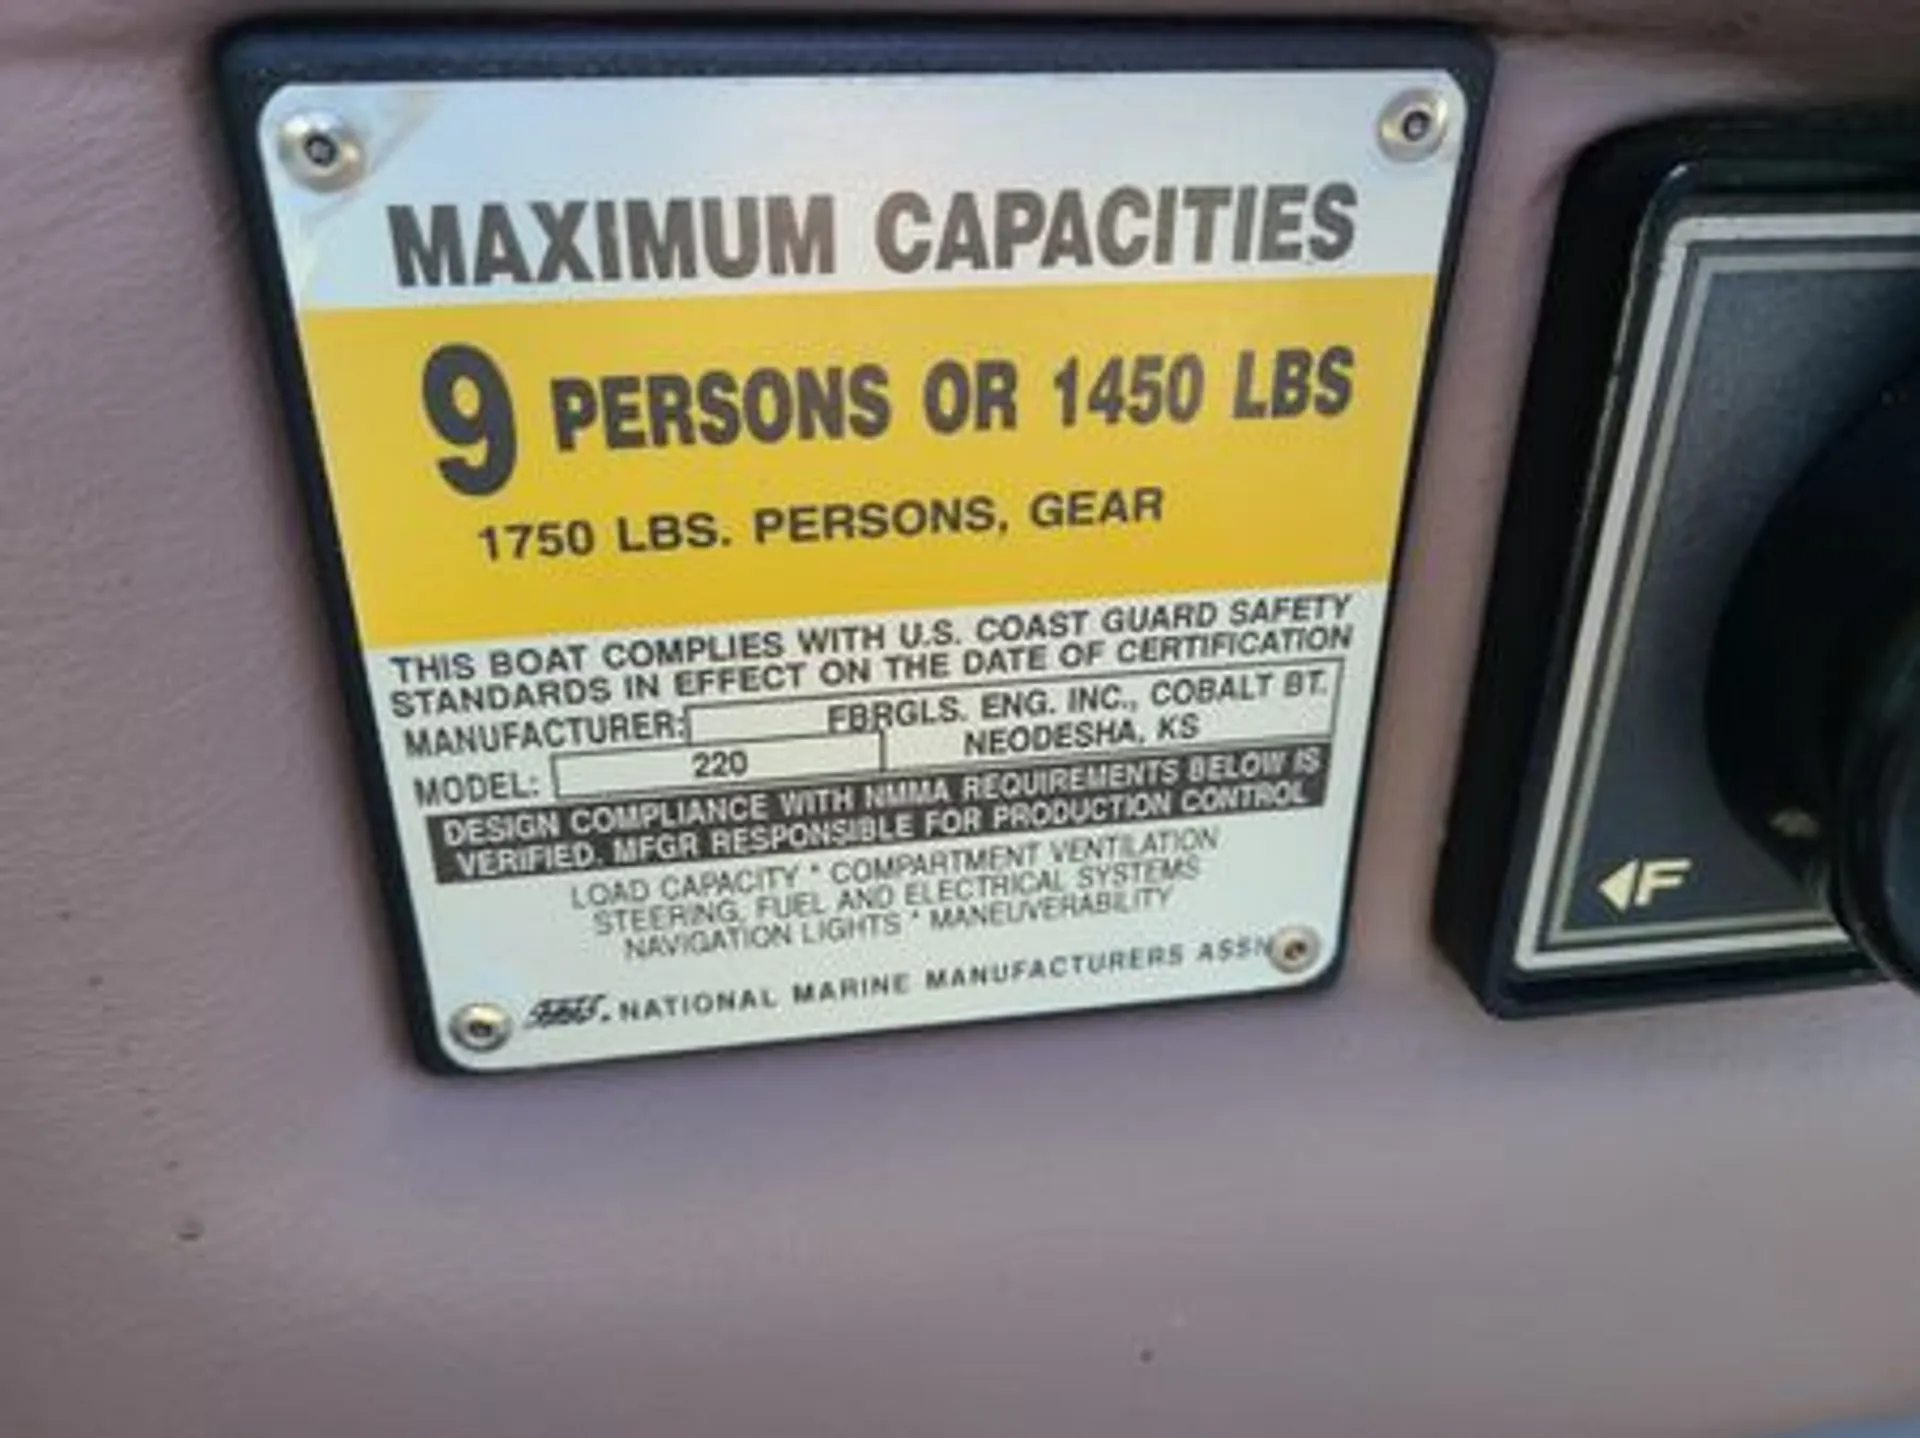 MAXIMUM CAPACITIES
9 PERSONS OR 1450 LBS
1750 LBS. PERSONS, GEAR
THIS BOAT COMPLIES WITH U.S. COAST GUARD SAFETY
STANDARDS IN EFFECT ON THE DATE OF CERTIFICATION
MANUFACTURER: FBRGLS. ENG. INC., COBALT BT.
NEODESHA, KS
MODEL: 220
DESIGN COMPLIANCE WITH NMMA REQUIREMENTS BELOW IS
VERIFIED. MFGR RESPONSIBLE FOR PRODUCTION CONTROL
LOAD CAPACITY * COMPARTMENT VENTILATION
STEERING, FUEL AND ELECTRICAL SYSTEMS
NAVIGATION LIGHTS * MANEUVERABILITY
NATIONAL MARINE MANUFACTURERS ASSN
F